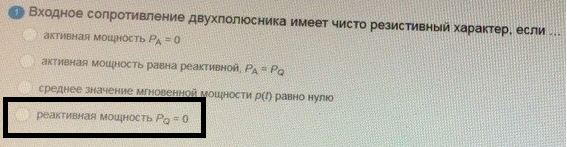 1 Входное сопротивление двухполюсника имеет чисто резистивный характер, если ...
активная мощность P_A = 0
активная мощность равна реактивной, P_A = P_Q
среднее значение мгновенной мощности p(t) равно нулю
реактивная мощность P_Q = 0